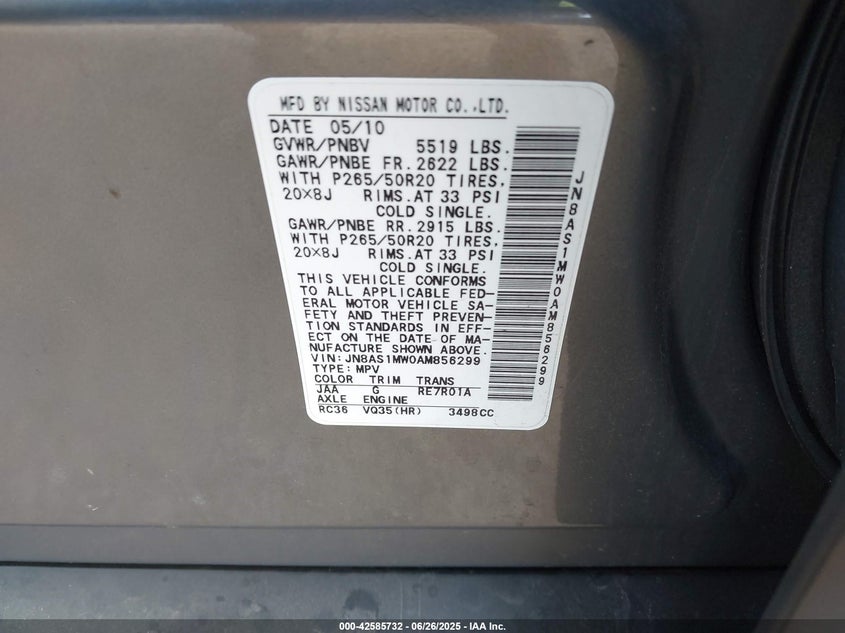 MFD BY NISSAN MOTOR CO.,LTD.
DATE 05/10
GVWR/PNBV 5519 LBS.
GAWR/PNBE FR. 2622 LBS.
WITH P265/50R20 TIRES,
20X8J RIMS.AT 33 PSI
COLD SINGLE.
GAWR/PNBE RR. 2915 LBS.
WITH P265/50R20 TIRES,
20X8J RIMS.AT 33 PSI
COLD SINGLE.
THIS VEHICLE CONFORMS
TO ALL APPLICABLE FED-
ERAL MOTOR VEHICLE SA-
FETY AND THEFT PREVEN-
TION STANDARDS IN EFF-
ECT ON THE DATE OF MA-
NUFACTURE SHOWN ABOVE.
VIN: JN8AS1MW0AM856299
TYPE: MPV
COLOR TRIM TRANS
JAA G RE7R01A
AXLE ENGINE
RC36 VQ35(HR) 3498CC
JN8AS1MW0AM856299
000-42585732 - 06/26/2025 - IAA Inc.